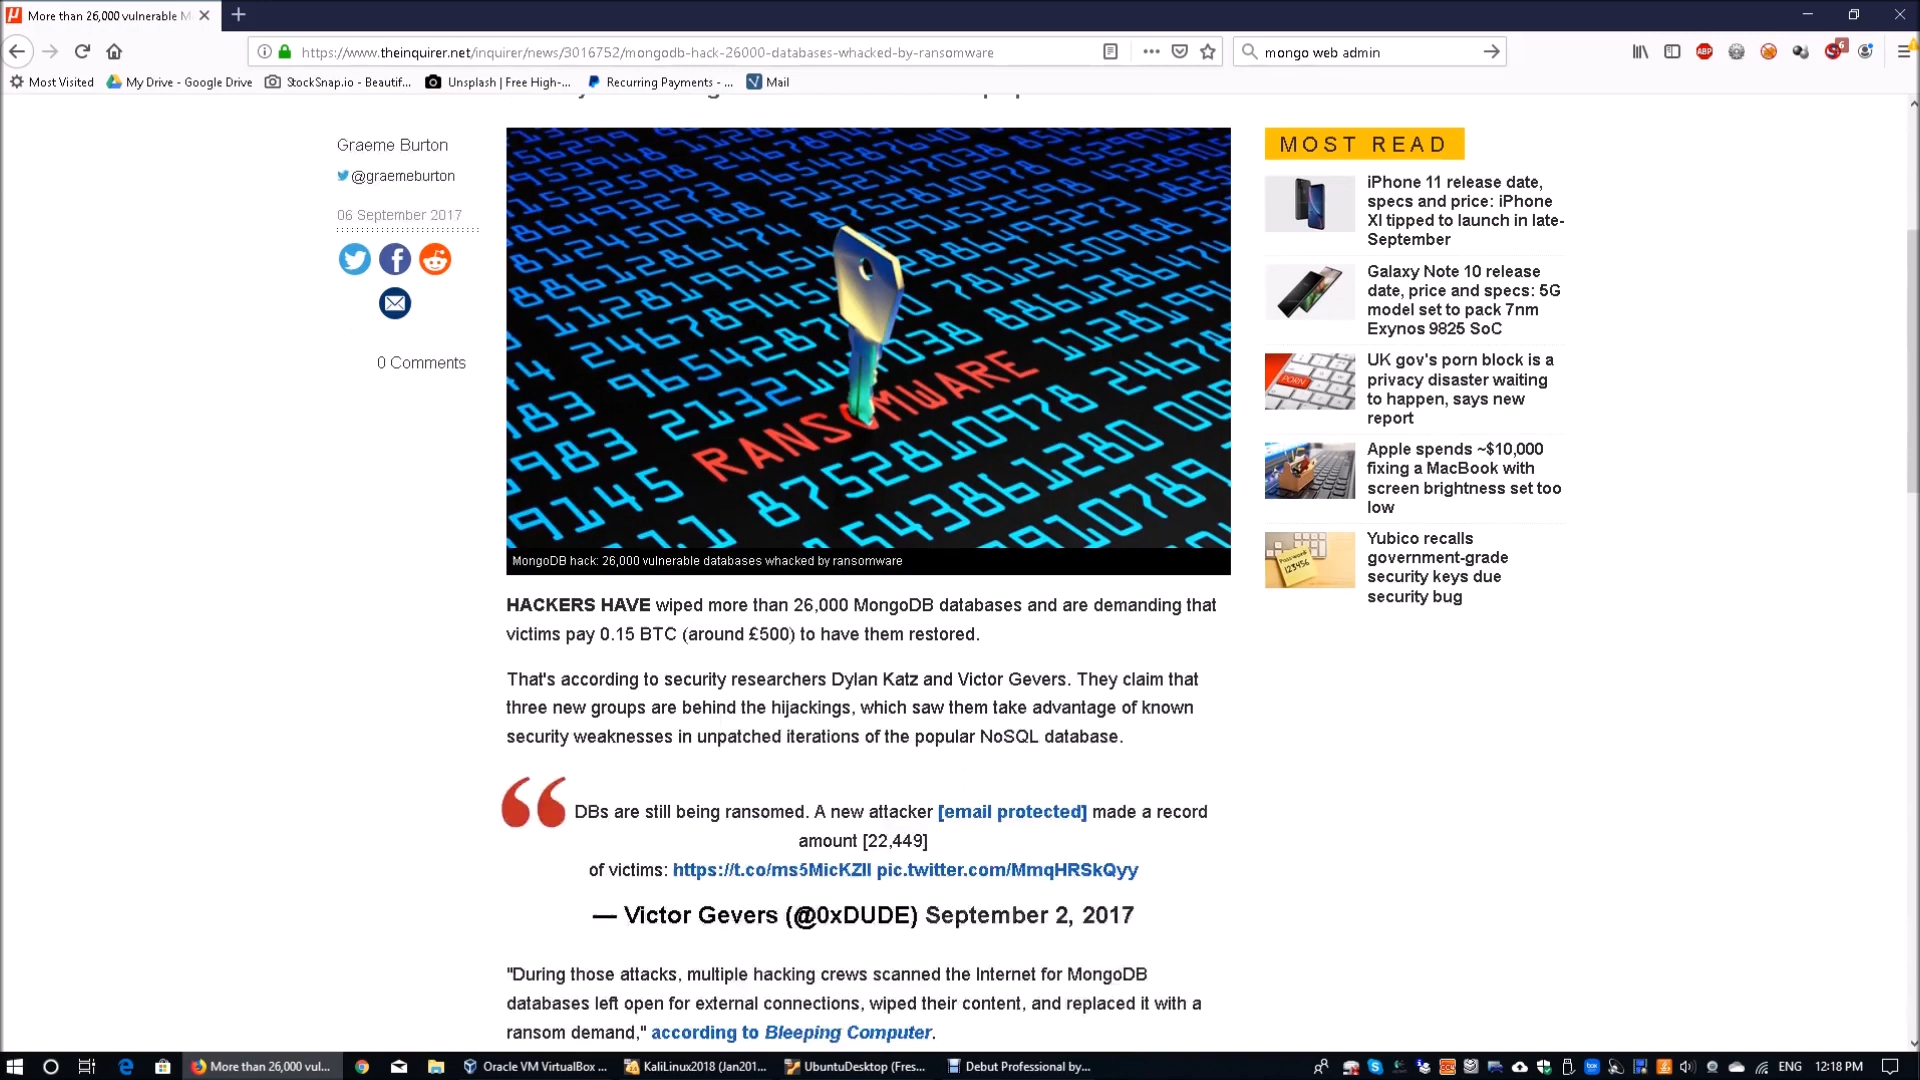 More than 26,000 vulnerable M
https://www.theinquirer.net/inquirer/news/3016752/mongodb-hack-26000-databases-whacked-by-ransomware
mongo web admin
ABP
6
Most Visited
My Drive - Google Drive
StockSnap.io - Beautif...
Unsplash | Free High-...
Recurring Payments - ...
Mail
Graeme Burton
@graemeburton
06 September 2017
0 Comments
RANSOMWARE
MongoDB hack: 26,000 vulnerable databases whacked by ransomware
HACKERS HAVE wiped more than 26,000 MongoDB databases and are demanding that
victims pay 0.15 BTC (around £500) to have them restored.
That's according to security researchers Dylan Katz and Victor Gevers. They claim that
three new groups are behind the hijackings, which saw them take advantage of known
security weaknesses in unpatched iterations of the popular NoSQL database.
DBs are still being ransomed. A new attacker [email protected] made a record
amount [22,449]
of victims: https://t.co/ms5MicKZII pic.twitter.com/MmqHRSkQyy
— Victor Gevers (@0xDUDE) September 2, 2017
"During those attacks, multiple hacking crews scanned the Internet for MongoDB
databases left open for external connections, wiped their content, and replaced it with a
ransom demand," according to Bleeping Computer.
MOST READ
iPhone 11 release date,
specs and price: iPhone
XI tipped to launch in late-
September
Galaxy Note 10 release
date, price and specs: 5G
model set to pack 7nm
Exynos 9825 SoC
PORN
UK gov's porn block is a
privacy disaster waiting
to happen, says new
report
Apple spends ~$10,000
fixing a MacBook with
screen brightness set too
low
Password
123456
Yubico recalls
government-grade
security keys due
security bug
More than 26,000 vul...
Oracle VM VirtualBox ...
KaliLinux2018 (Jan201...
UbuntuDesktop (Fres...
Debut Professional by...
ENG
12:18 PM